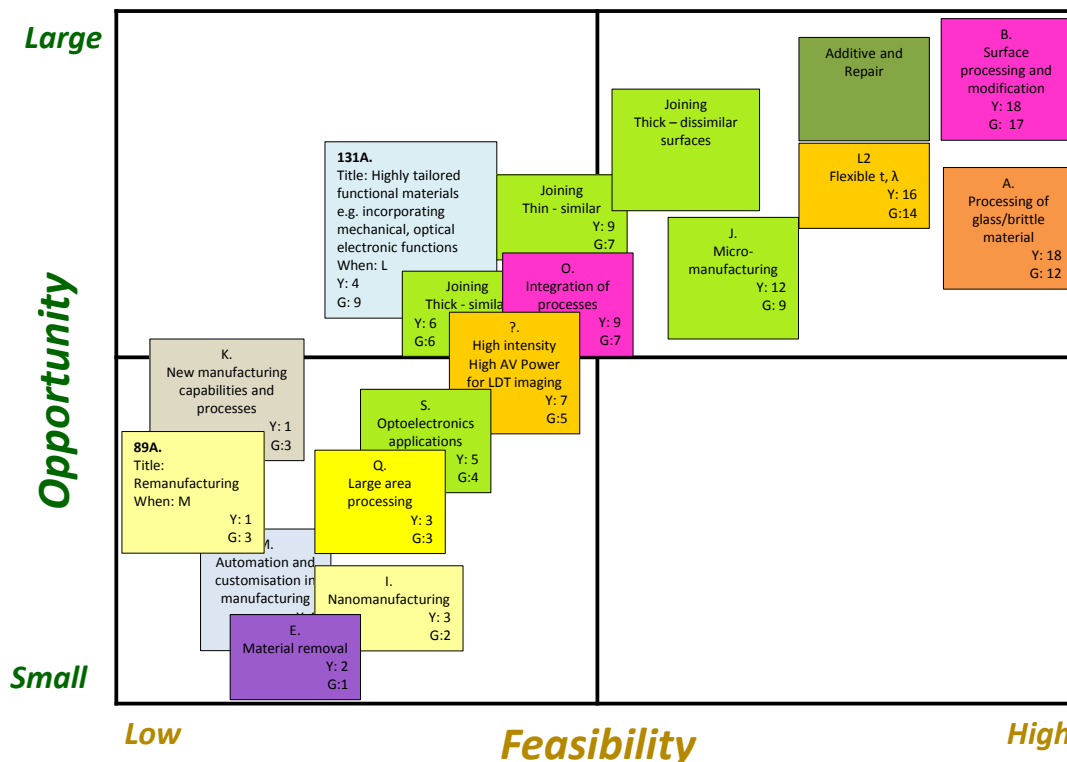 Large
B.
Surface
processing and
modification
Y: 18
G: 17
Additive and
Repair
Joining
Thick – dissimilar
surfaces
131A.
Title: Highly tailored
functional materials
e.g. incorporating
mechanical, optical
electronic functions
When: L
Y: 4
G: 9
L2
Flexible t, λ
Y: 16
G:14
A.
Processing of
glass/brittle
material
Y: 18
G: 12
Joining
Thin - similar
Y: 9
G:7
J.
Micro-
manufacturing
Y: 12
G: 9
O.
Integration of
processes
Y: 9
G:7
Joining
Thick - simila
Y: 6
G:6
?.
High intensity
High AV Power
for LDT imaging
Y: 7
G:5
Opportunity
K.
New manufacturing
capabilities and
processes
Y: 1
G:3
S.
Optoelectronics
applications
Y: 5
G:4
89A.
Title:
Remanufacturing
When: M
Y: 1
G: 3
Q.
Large area
processing
Y: 3
G:3
M.
Automation and
customisation in
manufacturing
I.
Nanomanufacturing
Y: 3
G:2
E.
Material removal
Y: 2
G:1
Small
Low
Feasibility
High